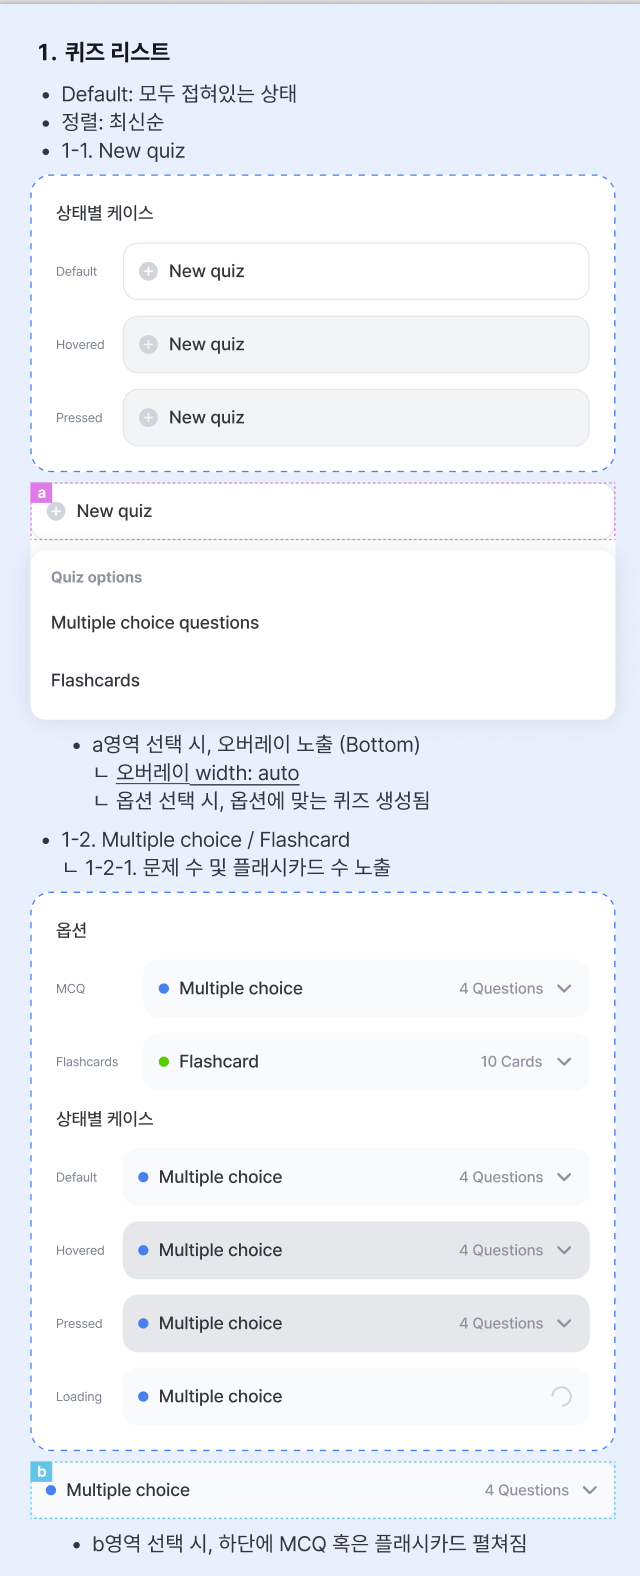 1. 퀴즈 리스트
• Default: 모두 접혀있는 상태
• 정렬: 최신순
• 1-1. New quiz
상태별 케이스
Default New quiz
Hovered New quiz
Pressed New quiz
a
New quiz
Quiz options
Multiple choice questions
Flashcards
• a영역 선택 시, 오버레이 노출 (Bottom)
ㄴ 오버레이 width: auto
ㄴ 옵션 선택 시, 옵션에 맞는 퀴즈 생성됨
• 1-2. Multiple choice / Flashcard
ㄴ 1-2-1. 문제 수 및 플래시카드 수 노출
옵션
MCQ Multiple choice 4 Questions
Flashcards Flashcard 10 Cards
상태별 케이스
Default Multiple choice 4 Questions
Hovered Multiple choice 4 Questions
Pressed Multiple choice 4 Questions
Loading Multiple choice
b
Multiple choice 4 Questions
• b영역 선택 시, 하단에 MCQ 혹은 플래시카드 펼쳐짐